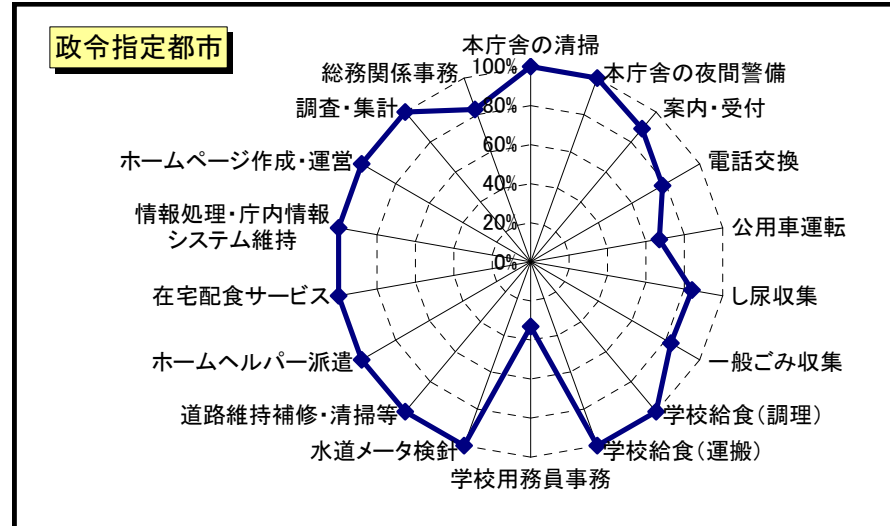 政令指定都市
本庁舎の清掃
本庁舎の夜間警備
案内・受付
電話交換
公用車運転
し尿収集
一般ごみ収集
学校給食(調理)
学校給食(運搬)
学校用務員事務
水道メータ検針
道路維持補修・清掃等
ホームヘルパー派遣
在宅配食サービス
情報処理・庁内情報
システム維持
ホームページ作成・運営
調査・集計
総務関係事務
100%
80%
60%
40%
20%
0%